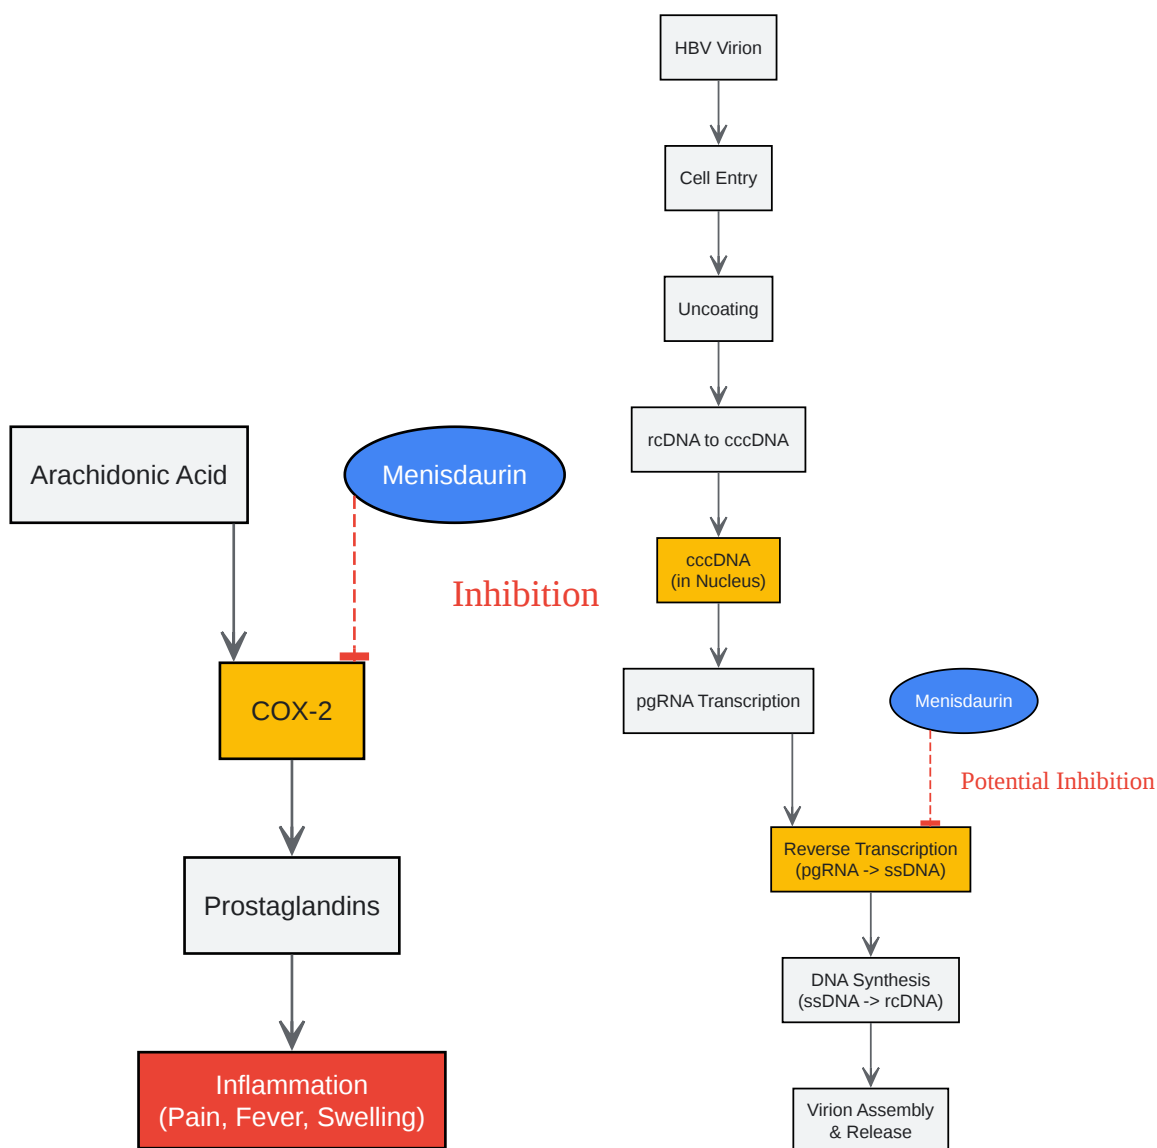 Arachidonic Acid
Menisdaurin
Inhibition
COX-2
Prostaglandins
Inflammation
(Pain, Fever, Swelling)
HBV Virion
Cell Entry
Uncoating
rcDNA to cccDNA
cccDNA
(in Nucleus)
pgRNA Transcription
Menisdaurin
Potential Inhibition
Reverse Transcription
(pgRNA -> ssDNA)
DNA Synthesis
(ssDNA -> rcDNA)
Virion Assembly
& Release